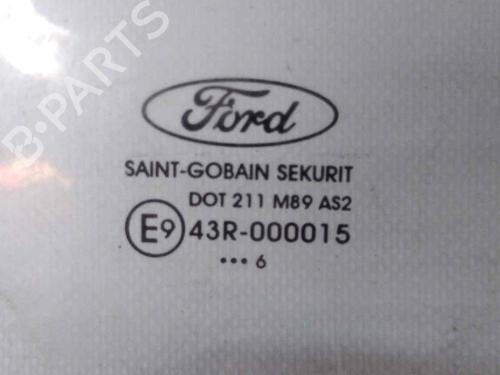 B-PARTS
Ford
SAINT-GOBAIN SEKURIT
DOT 211 M89 AS2
E9 43R-000015
••• 6